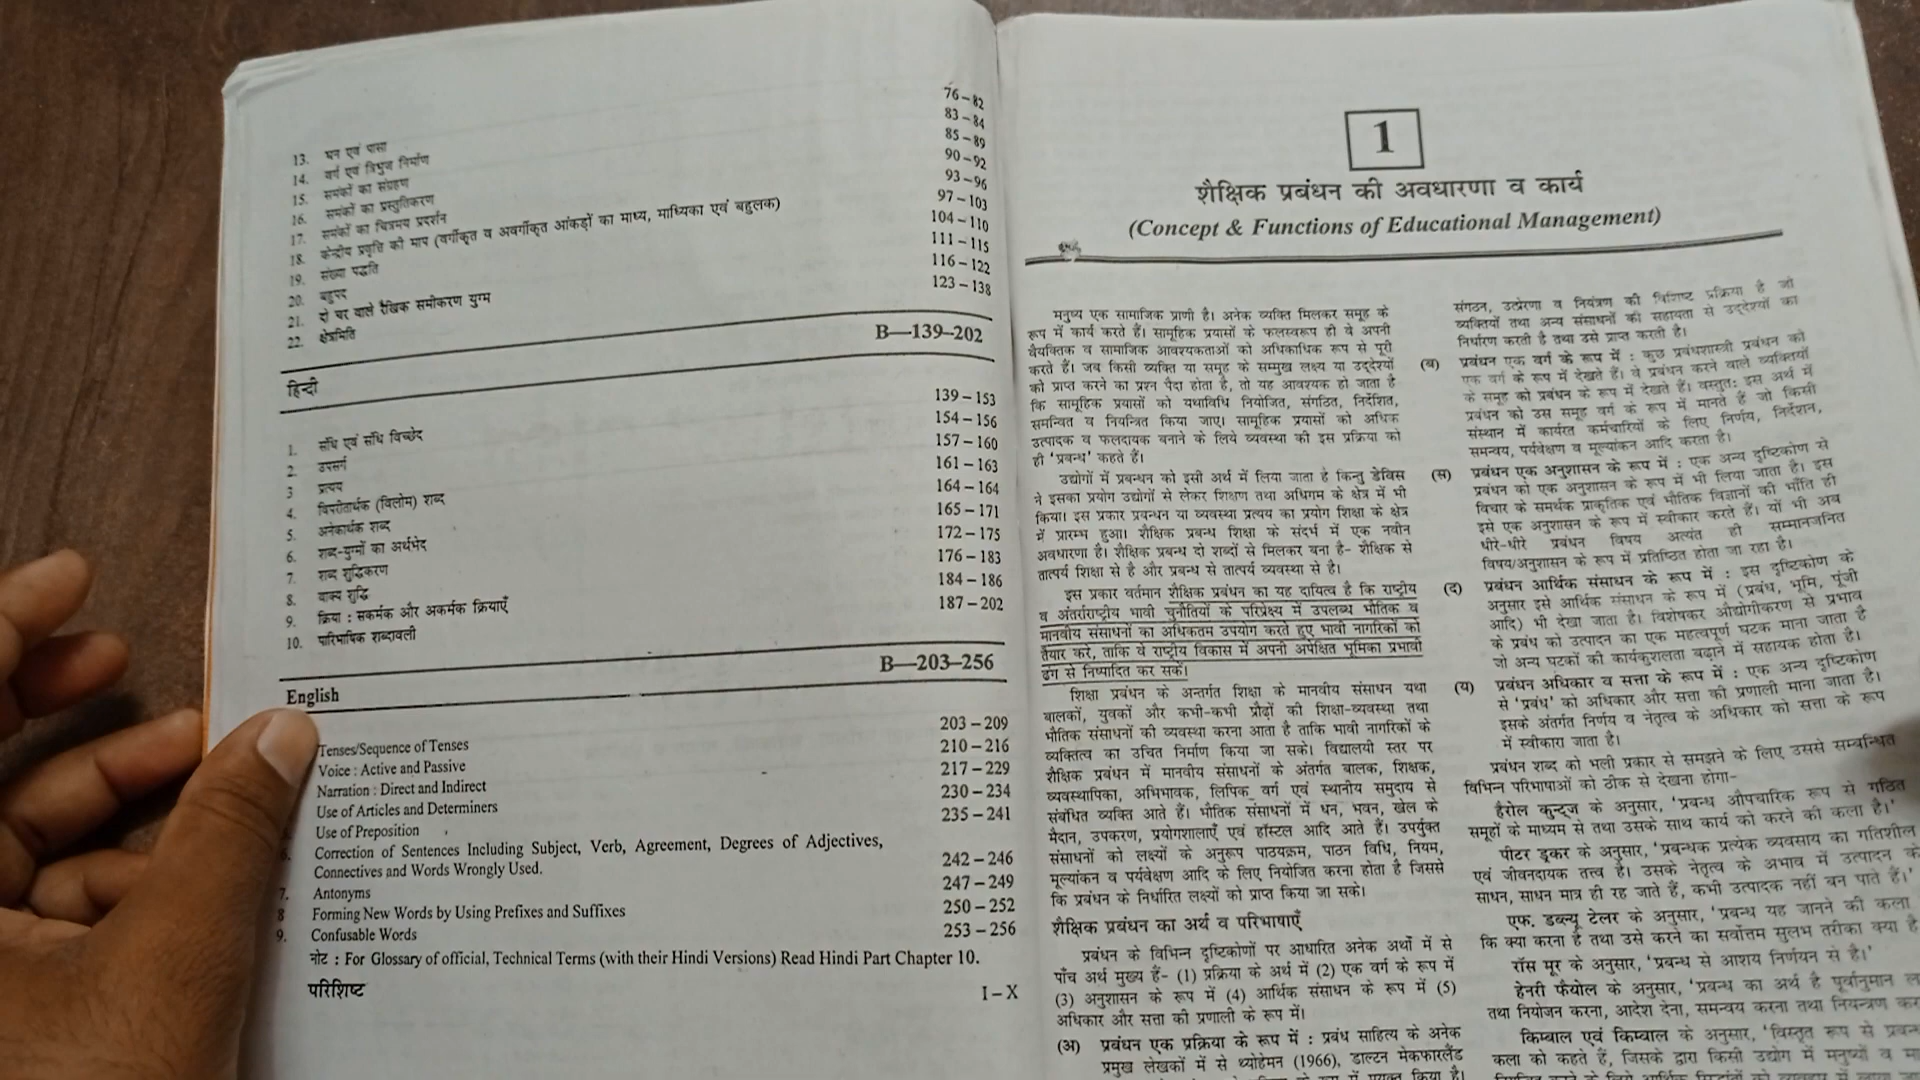 76–82
83–84
85–89
90–92
93–96
97–103
104–110
111–115
116–122
123–138
13. घन एवं पासा
14. वर्ग एवं त्रिभुज निर्माण
15. समंकों का संग्रहण
16. समंकों का प्रस्तुतिकरण
17. समंकों का चित्रमय प्रदर्शन
18. केन्द्रीय प्रवृत्ति की माप (वर्गीकृत व अवर्गीकृत आंकड़ों का माध्य, माध्यिका एवं बहुलक)
19. संख्या पद्धति
20. बहुपद
21. दो चर वाले रैखिक समीकरण युग्म
22. क्षेत्रमिति
हिन्दी B—139–202
1. संधि एवं संधि विच्छेद 139–153
2. उपसर्ग 154–156
3 प्रत्यय 157–160
4. विपरीतार्थक (विलोम) शब्द 161–163
5. अनेकार्थक शब्द 164–164
6. शब्द-युग्मों का अर्थभेद 165–171
7. शब्द शुद्धिकरण 172–175
8. वाक्य शुद्धि 176–183
9. क्रिया : सकर्मक और अकर्मक क्रियाएँ 184–186
10. पारिभाषिक शब्दावली 187–202
English B—203–256
Tenses/Sequence of Tenses 203–209
Voice : Active and Passive 210–216
Narration : Direct and Indirect 217–229
Use of Articles and Determiners 230–234
Use of Preposition 235–241
6. Correction of Sentences Including Subject, Verb, Agreement, Degrees of Adjectives,
Connectives and Words Wrongly Used. 242–246
7. Antonyms 247–249
8 Forming New Words by Using Prefixes and Suffixes 250–252
9. Confusable Words 253–256
नोट : For Glossary of official, Technical Terms (with their Hindi Versions) Read Hindi Part Chapter 10.
परिशिष्ट I–X
1
शैक्षिक प्रबंधन की अवधारणा व कार्य
(Concept & Functions of Educational Management)
मनुष्य एक सामाजिक प्राणी है। अनेक व्यक्ति मिलकर समूह के
रूप में कार्य करते हैं। सामूहिक प्रयासों के फलस्वरूप ही वे अपनी
वैयक्तिक व सामाजिक आवश्यकताओं को अधिकाधिक रूप से पूरी
करते हैं। जब किसी व्यक्ति या समूह के सम्मुख लक्ष्य या उद्देश्यों
को प्राप्त करने का प्रश्न पैदा होता है, तो यह आवश्यक हो जाता है
कि सामूहिक प्रयासों को यथाविधि नियोजित, संगठित, निर्देशित,
समन्वित व नियन्त्रित किया जाए। सामूहिक प्रयासों को अधिक
उत्पादक व फलदायक बनाने के लिये व्यवस्था की इस प्रक्रिया को
ही 'प्रबन्ध' कहते हैं।
उद्योगों में प्रबन्धन को इसी अर्थ में लिया जाता है किन्तु डेविस
ने इसका प्रयोग उद्योगों से लेकर शिक्षण तथा अधिगम के क्षेत्र में भी
किया। इस प्रकार प्रबन्धन या व्यवस्था प्रत्यय का प्रयोग शिक्षा के क्षेत्र
में प्रारम्भ हुआ। शैक्षिक प्रबन्ध शिक्षा के संदर्भ में एक नवीन
अवधारणा है। शैक्षिक प्रबन्ध दो शब्दों से मिलकर बना है- शैक्षिक से
तात्पर्य शिक्षा से है और प्रबन्ध से तात्पर्य व्यवस्था से है।
इस प्रकार वर्तमान शैक्षिक प्रबंधन का यह दायित्व है कि राष्ट्रीय
व अंतर्राष्ट्रीय भावी चुनौतियों के परिप्रेक्ष्य में उपलब्ध भौतिक व
मानवीय संसाधनों का अधिकतम उपयोग करते हुए भावी नागरिकों को
तैयार करे, ताकि वे राष्ट्रीय विकास में अपनी अपेक्षित भूमिका प्रभावी
ढंग से निष्पादित कर सकें।
शिक्षा प्रबंधन के अन्तर्गत शिक्षा के मानवीय संसाधन यथा
बालकों, युवकों और कभी-कभी प्रौढ़ों की शिक्षा-व्यवस्था तथा
भौतिक संसाधनों की व्यवस्था करना आता है ताकि भावी नागरिकों के
व्यक्तित्व का उचित निर्माण किया जा सके। विद्यालयी स्तर पर
शैक्षिक प्रबंधन में मानवीय संसाधनों के अंतर्गत बालक, शिक्षक,
व्यवस्थापिका, अभिभावक, लिपिक वर्ग एवं स्थानीय समुदाय से
संबंधित व्यक्ति आते हैं। भौतिक संसाधनों में धन, भवन, खेल के
मैदान, उपकरण, प्रयोगशालाएँ एवं हॉस्टल आदि आते हैं। उपर्युक्त
संसाधनों को लक्ष्यों के अनुरूप पाठयक्रम, पाठन विधि, नियम,
मूल्यांकन व पर्यवेक्षण आदि के लिए नियोजित करना होता है जिससे
कि प्रबंधन के निर्धारित लक्ष्यों को प्राप्त किया जा सके।
शैक्षिक प्रबंधन का अर्थ व परिभाषाएँ
प्रबंधन के विभिन्न दृष्टिकोणों पर आधारित अनेक अर्थों में से
पाँच अर्थ मुख्य हैं- (1) प्रक्रिया के अर्थ में (2) एक वर्ग के रूप में
(3) अनुशासन के रूप में (4) आर्थिक संसाधन के रूप में (5)
अधिकार और सत्ता की प्रणाली के रूप में।
(अ) प्रबंधन एक प्रक्रिया के रूप में : प्रबंध साहित्य के अनेक
प्रमुख लेखकों में से थ्योहेमन (1966), डाल्टन मेकफारलैंड
संगठन, उत्प्रेरणा व नियंत्रण की विशिष्ट प्रक्रिया है जो
व्यक्तियों तथा अन्य संसाधनों की सहायता से उद्देश्यों का
निर्धारण करती है तथा उसे प्राप्त करती है।
(ब) प्रबंधन एक वर्ग के रूप में : कुछ प्रबंधशास्त्री प्रबंधन को
एक वर्ग के रूप में देखते हैं। वे प्रबंधन करने वाले व्यक्तियों
के समूह को प्रबंधन के रूप में देखते हैं। वस्तुतः इस अर्थ में
प्रबंधन को उस समूह वर्ग के रूप में मानते हैं जो किसी
संस्थान में कार्यरत कर्मचारियों के लिए निर्णय, निर्देशन,
समन्वय, पर्यवेक्षण व मूल्यांकन आदि करता है।
(स) प्रबंधन एक अनुशासन के रूप में : एक अन्य दृष्टिकोण से
प्रबंधन को एक अनुशासन के रूप में भी लिया जाता है। इस
विचार के समर्थक प्राकृतिक एवं भौतिक विज्ञानों की भाँति ही
इसे एक अनुशासन के रूप में स्वीकार करते हैं। यों भी अब
धीरे-धीरे प्रबंधन विषय अत्यंत ही सम्मानजनित
विषय/अनुशासन के रूप में प्रतिष्ठित होता जा रहा है।
(द) प्रबंधन आर्थिक संसाधन के रूप में : इस दृष्टिकोण के
अनुसार इसे आर्थिक संसाधन के रूप में (प्रबंध, भूमि, पूंजी
आदि) भी देखा जाता है। विशेषकर औद्योगीकरण से प्रभाव
के प्रबंध को उत्पादन का एक महत्वपूर्ण घटक माना जाता है
जो अन्य घटकों की कार्यकुशलता बढ़ाने में सहायक होता है।
(य) प्रबंधन अधिकार व सत्ता के रूप में : एक अन्य दृष्टिकोण
से 'प्रबंध' को अधिकार और सत्ता की प्रणाली माना जाता है।
इसके अंतर्गत निर्णय व नेतृत्व के अधिकार को सत्ता के रूप
में स्वीकारा जाता है।
प्रबंधन शब्द को भली प्रकार से समझने के लिए उससे सम्बन्धित
विभिन्न परिभाषाओं को ठीक से देखना होगा-
हैरोल कुन्ट्ज के अनुसार, 'प्रबन्ध औपचारिक रूप से गठित
समूहों के माध्यम से तथा उसके साथ कार्य को करने की कला है।'
पीटर ड्रकर के अनुसार, 'प्रबन्धक प्रत्येक व्यवसाय का गतिशील
एवं जीवनदायक तत्त्व है। उसके नेतृत्व के अभाव में उत्पादन के
साधन, साधन मात्र ही रह जाते हैं, कभी उत्पादक नहीं बन पाते हैं।'
एफ. डब्ल्यू टेलर के अनुसार, 'प्रबन्ध यह जानने की कला
कि क्या करना है तथा उसे करने का सर्वोत्तम सुलभ तरीका क्या है
रॉस मूर के अनुसार, 'प्रबन्ध से आशय निर्णयन से है।'
हेनरी फेयोल के अनुसार, 'प्रबन्ध का अर्थ है पूर्वानुमान
तथा नियोजन करना, आदेश देना, समन्वय करना तथा नियन्त्रण
किम्बाल एवं किम्बाल के अनुसार, 'विस्तृत रूप से
कला को कहते हैं, जिसके द्वारा किसी उद्योग में मनुष्यों व